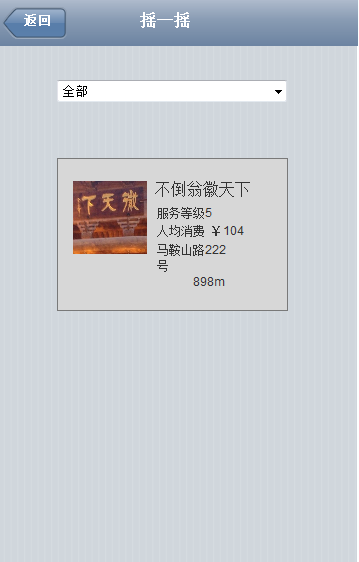 返回
摇一摇
全部
不倒翁徽天下
服务等级5
人均消费 ￥104
马鞍山路222
号
898m
徽天下